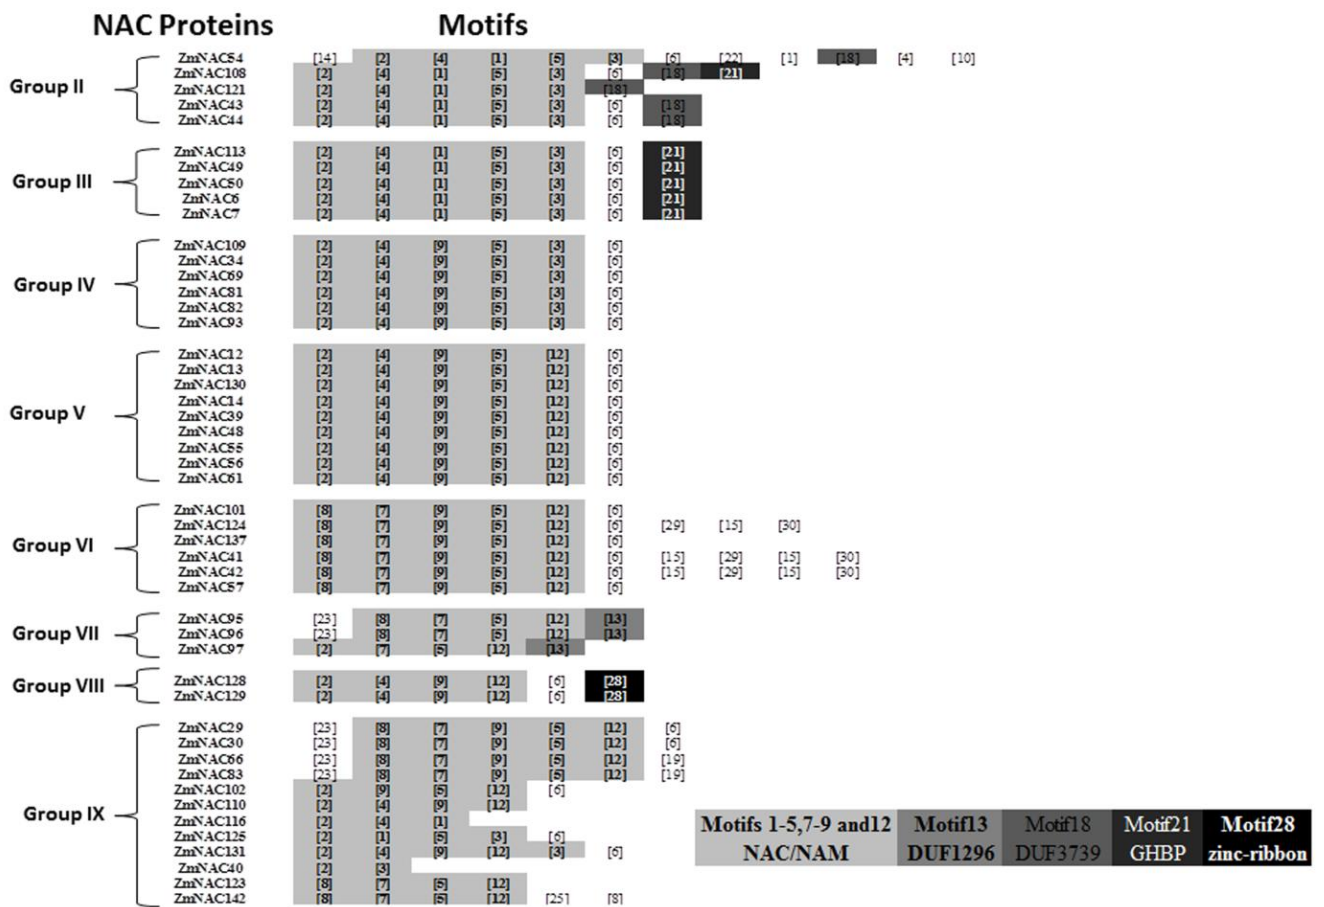 NAC Proteins Motifs
ZmNAC54 [14] [2] [4] [1] [5] [3] [6] [22] [1] [18] [4] [10]
ZmNAC108 [2] [4] [1] [5] [3] [6] [18] [21]
Group II ZmNAC121 [2] [4] [1] [5] [3] [18]
ZmNAC43 [2] [4] [1] [5] [3] [6] [18]
ZmNAC44 [2] [4] [1] [5] [3] [6] [18]
ZmNAC113 [2] [4] [1] [5] [3] [6] [21]
ZmNAC49 [2] [4] [1] [5] [3] [6] [21]
Group III ZmNAC50 [2] [4] [1] [5] [3] [6] [21]
ZmNAC6 [2] [4] [1] [5] [3] [6] [21]
ZmNAC7 [2] [4] [1] [5] [3] [6] [21]
ZmNAC109 [2] [4] [9] [5] [3] [6]
ZmNAC34 [2] [4] [9] [5] [3] [6]
ZmNAC69 [2] [4] [9] [5] [3] [6]
Group IV ZmNAC81 [2] [4] [9] [5] [3] [6]
ZmNAC82 [2] [4] [9] [5] [3] [6]
ZmNAC93 [2] [4] [9] [5] [3] [6]
ZmNAC12 [2] [4] [9] [5] [12] [6]
ZmNAC13 [2] [4] [9] [5] [12] [6]
ZmNAC130 [2] [4] [9] [5] [12] [6]
ZmNAC14 [2] [4] [9] [5] [12] [6]
Group V ZmNAC39 [2] [4] [9] [5] [12] [6]
ZmNAC48 [2] [4] [9] [5] [12] [6]
ZmNAC55 [2] [4] [9] [5] [12] [6]
ZmNAC56 [2] [4] [9] [5] [12] [6]
ZmNAC61 [2] [4] [9] [5] [12] [6]
ZmNAC101 [8] [7] [9] [5] [12] [6]
ZmNAC124 [8] [7] [9] [5] [12] [6] [29] [15] [30]
Group VI ZmNAC137 [8] [7] [9] [5] [12] [6]
ZmNAC41 [8] [7] [9] [5] [12] [6] [15] [29] [15] [30]
ZmNAC42 [8] [7] [9] [5] [12] [6] [15] [29] [15] [30]
ZmNAC57 [8] [7] [9] [5] [12] [6]
ZmNAC95 [23] [8] [7] [5] [12] [13]
Group VII ZmNAC96 [23] [8] [7] [5] [12] [13]
ZmNAC97 [2] [7] [5] [12] [13]
Group VIII ZmNAC128 [2] [4] [9] [12] [6] [28]
ZmNAC129 [2] [4] [9] [12] [6] [28]
ZmNAC29 [23] [8] [7] [9] [5] [12] [6]
ZmNAC30 [23] [8] [7] [9] [5] [12] [6]
ZmNAC66 [23] [8] [7] [9] [5] [12] [19]
ZmNAC83 [23] [8] [7] [9] [5] [12] [19]
ZmNAC102 [2] [9] [5] [12] [6]
ZmNAC110 [2] [4] [9] [12]
Group IX ZmNAC116 [2] [4] [1]
ZmNAC125 [2] [1] [5] [3] [6]
ZmNAC131 [2] [4] [9] [12] [3] [6]
ZmNAC40 [2] [3]
ZmNAC123 [8] [7] [5] [12]
ZmNAC142 [8] [7] [5] [12] [25] [8]
Motifs 1-5,7-9 and12 Motif13 Motif18 Motif21 Motif28
NAC/NAM DUF1296 DUF3739 GHBP zinc-ribbon